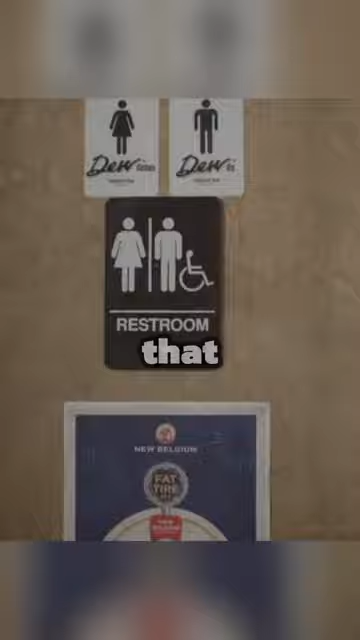 Dew
Dew
RESTROOM
that
NEW BELGIUM
FAT
TIRE